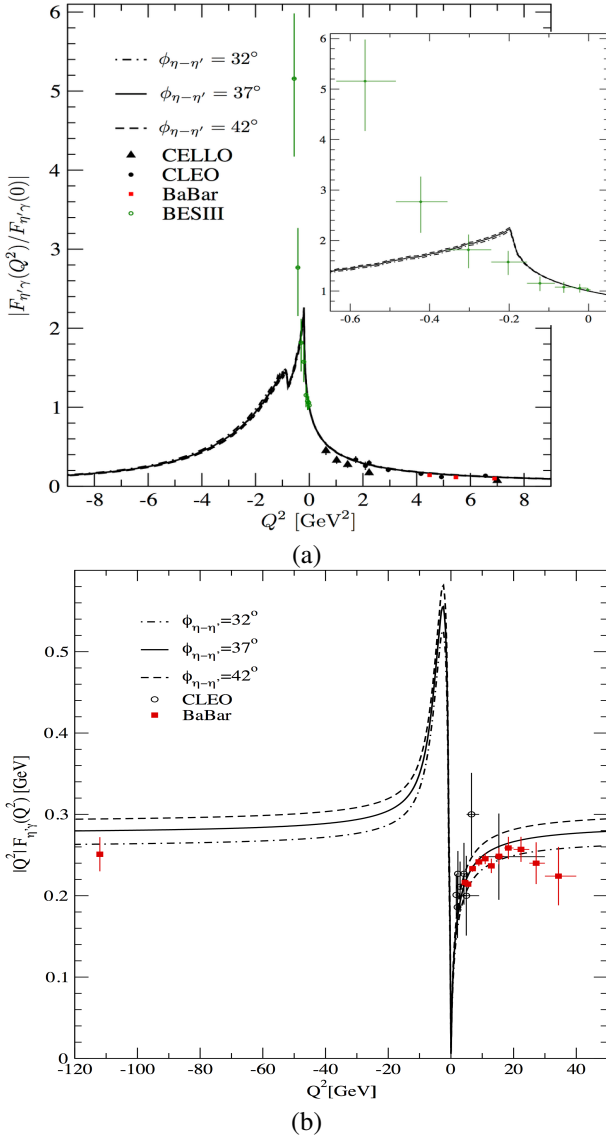 6
5
4
3
2
1
0
|F_{η′γ}(Q²)/F_{η′γ}(0)|
ϕ_{η−η′} = 32°
ϕ_{η−η′} = 37°
ϕ_{η−η′} = 42°
CELLO
CLEO
BaBar
BESIII
6
5
4
3
2
1
-0.6 -0.4 -0.2 0
-8 -6 -4 -2 0 2 4 6 8
Q² [GeV²]
(a)
0.5
0.4
0.3
0.2
0.1
0
|Q²|F_{η′γ}(Q²) [GeV]
ϕ_{η−η′}=32°
ϕ_{η−η′}=37°
ϕ_{η−η′}=42°
CLEO
BaBar
-120 -100 -80 -60 -40 -20 0 20 40
Q²[GeV]
(b)